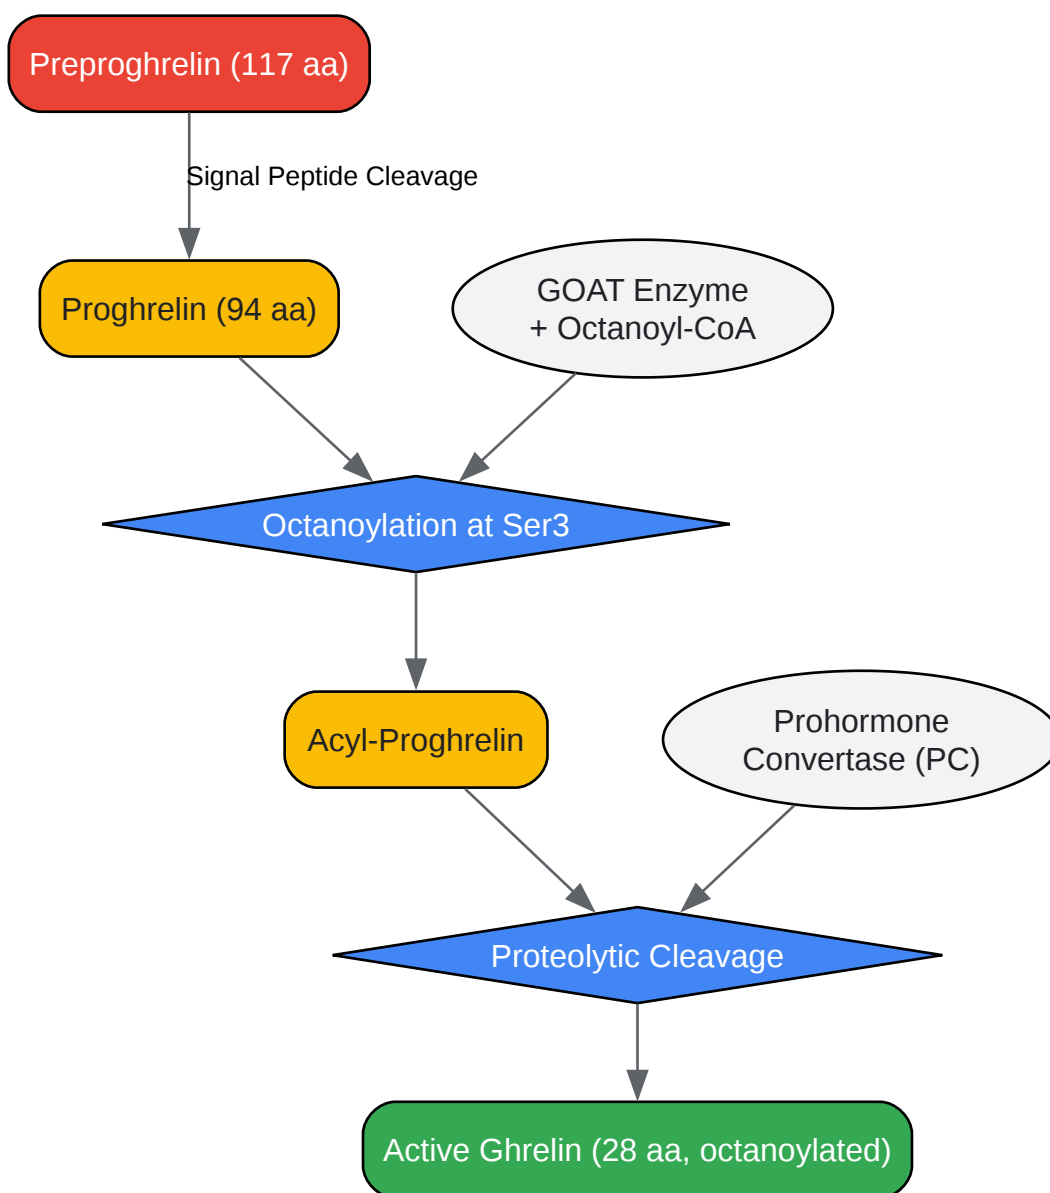 Preproghrelin (117 aa)
Signal Peptide Cleavage
Proghrelin (94 aa)
GOAT Enzyme
+ Octanoyl-CoA
Octanoylation at Ser3
Acyl-Proghrelin
Prohormone
Convertase (PC)
Proteolytic Cleavage
Active Ghrelin (28 aa, octanoylated)